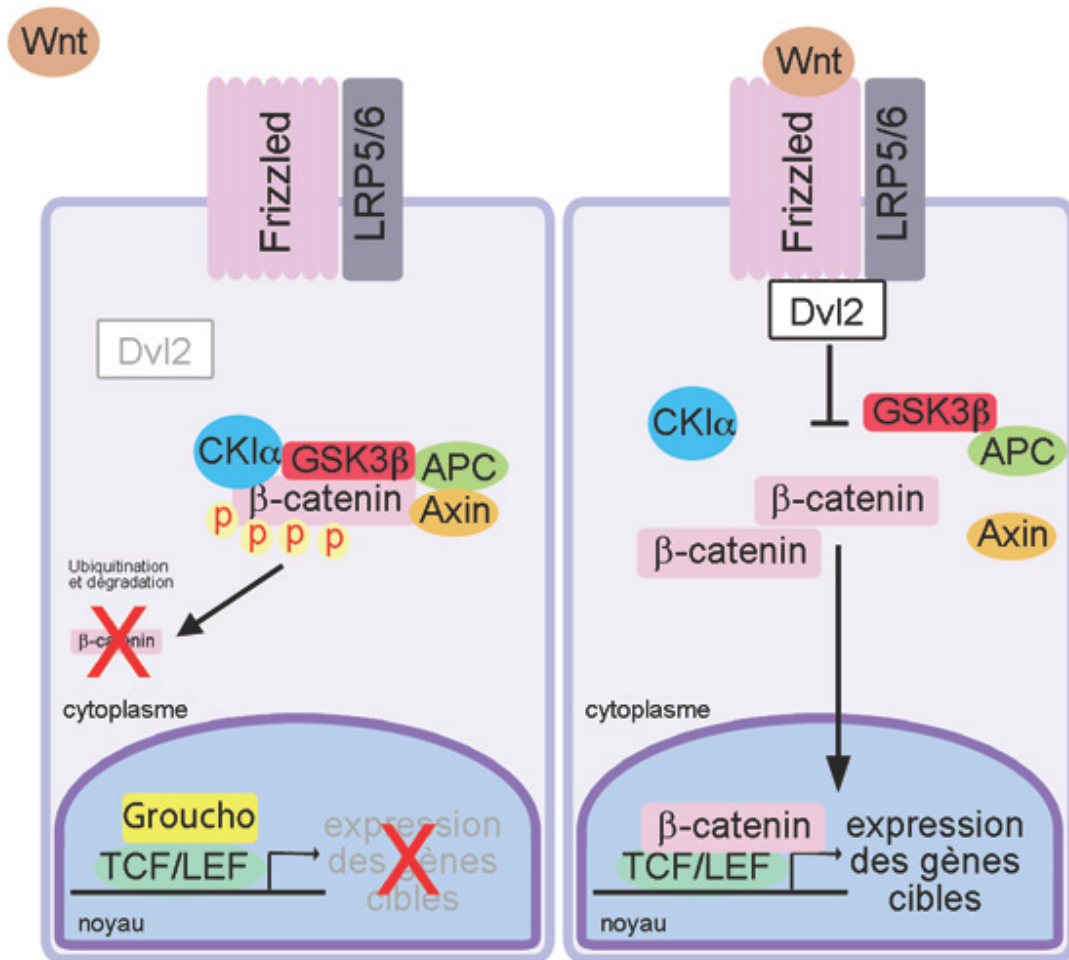 Wnt
Frizzled
LRP5/6
Dvl2
CKIα
GSK3β
APC
β-catenin
Axin
p
p
p
p
Ubiquitination
et dégradation
β-catenin
cytoplasme
Groucho
TCF/LEF
expression
des gènes
cibles
noyau
Wnt
Frizzled
LRP5/6
Dvl2
CKIα
GSK3β
APC
β-catenin
β-catenin
Axin
cytoplasme
β-catenin
TCF/LEF
expression
des gènes
cibles
noyau